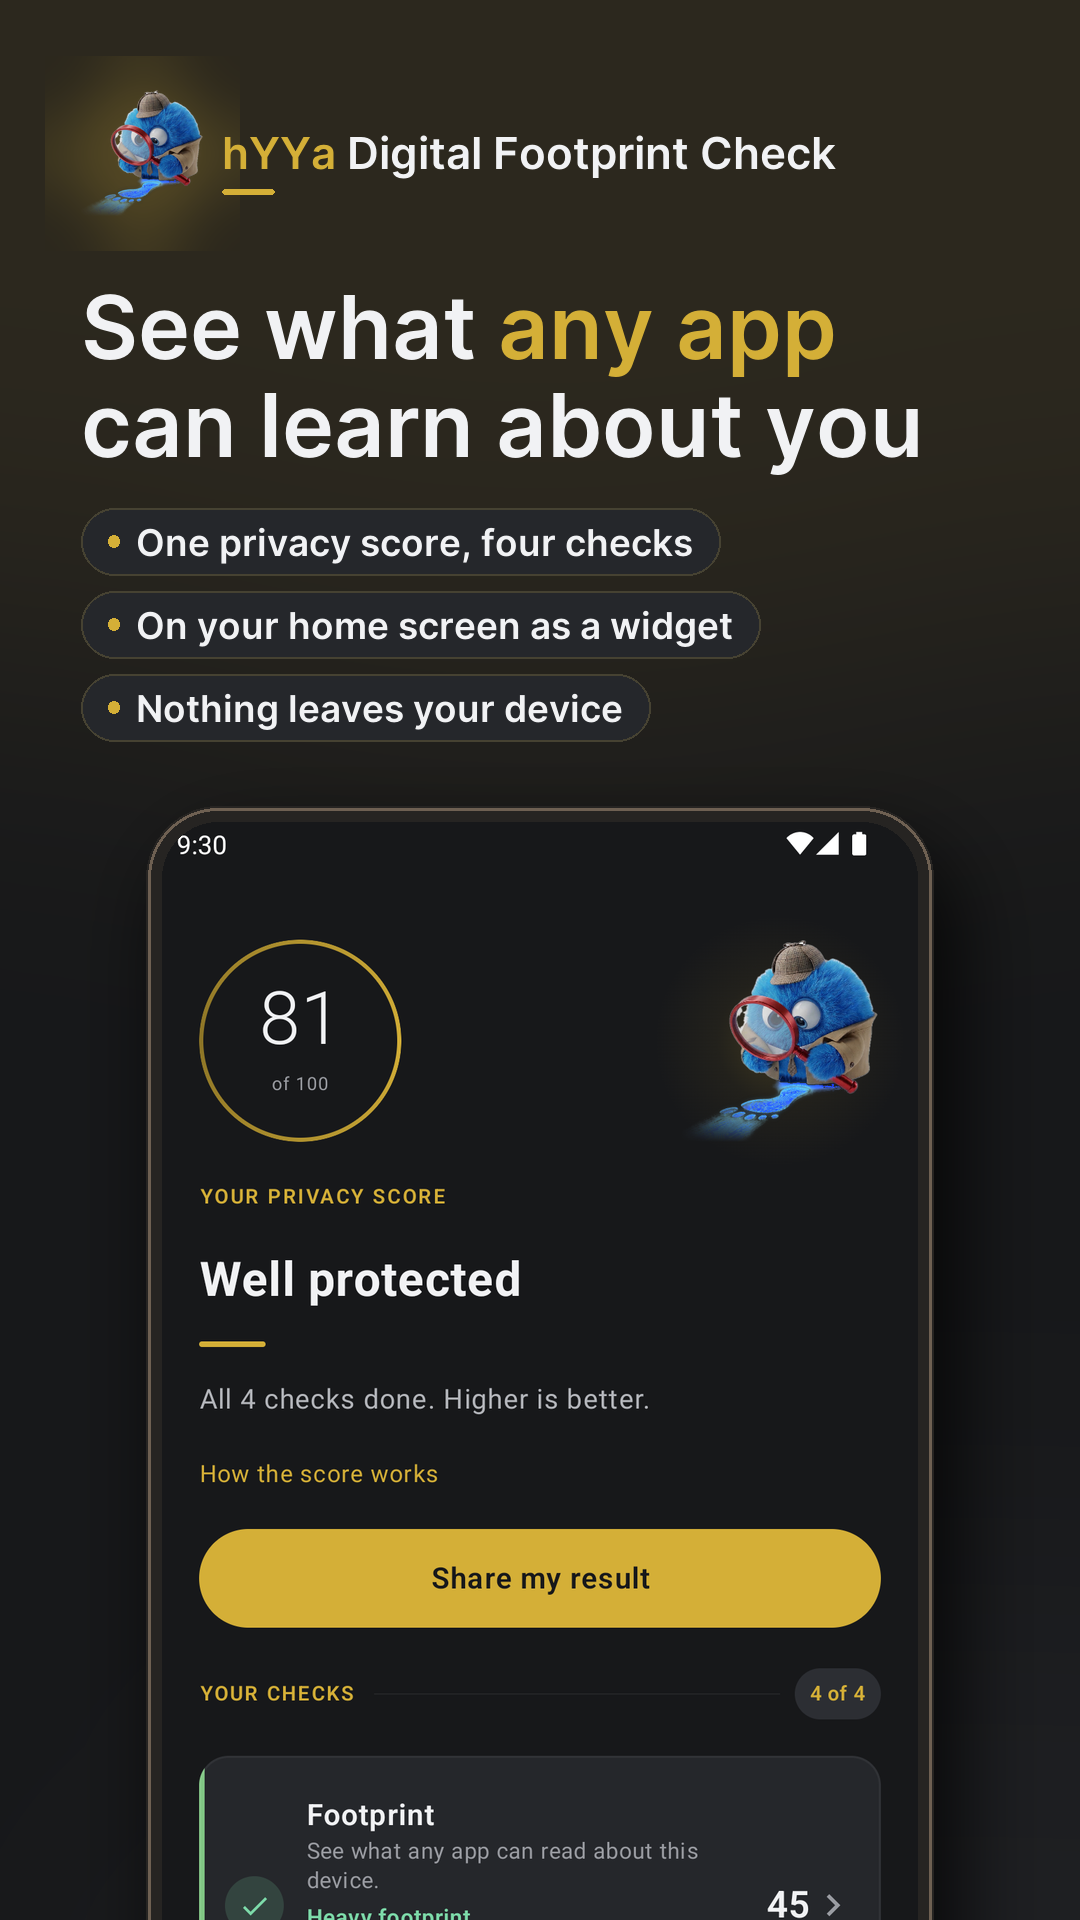 hYYa Digital Footprint Check
See what any app
can learn about you
One privacy score, four checks
On your home screen as a widget
Nothing leaves your device
9:30
81
of 100
YOUR PRIVACY SCORE
Well protected
All 4 checks done. Higher is better.
How the score works
Share my result
YOUR CHECKS
4 of 4
Footprint
See what any app can read about this
device.
Heavy footprint
45